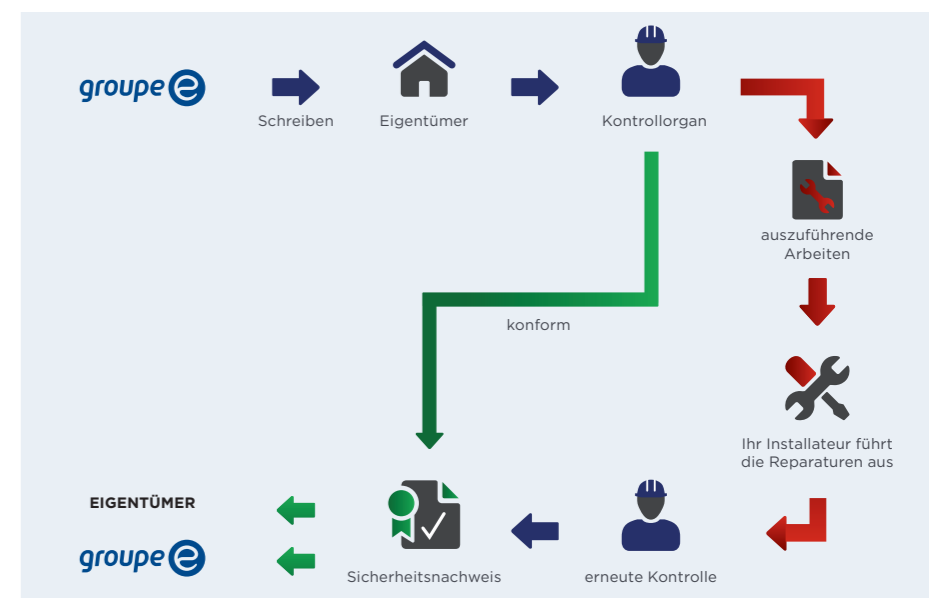 groupe e
Schreiben
Eigentümer
Kontrollorgan
auszuführende
Arbeiten
konform
Ihr Installateur führt
die Reparaturen aus
EIGENTÜMER
groupe e
Sicherheitsnachweis
erneute Kontrolle